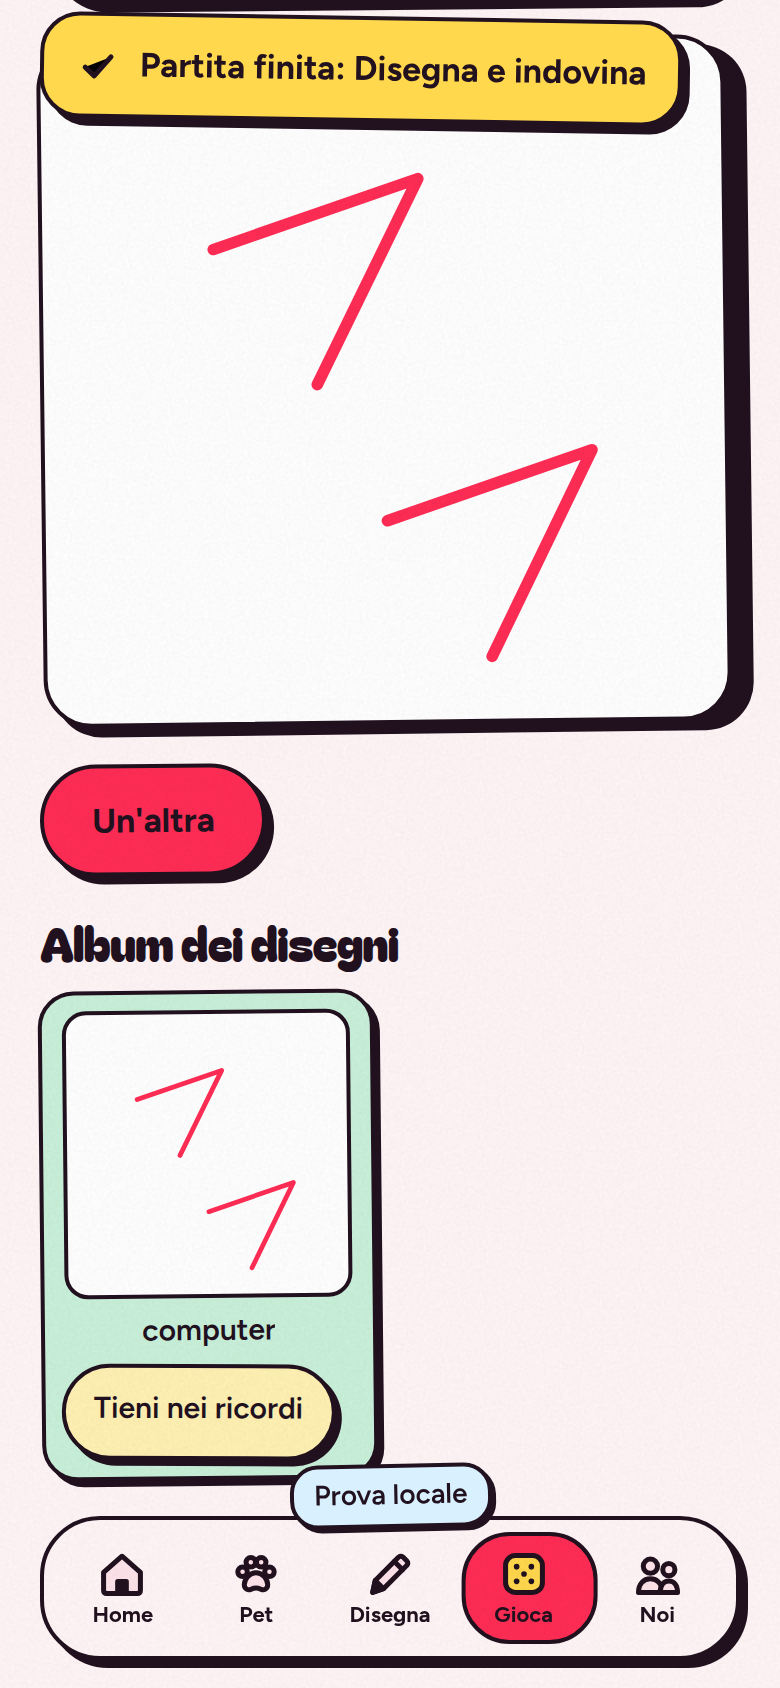 Partita finita: Disegna e indovina
Un'altra
Album dei disegni
computer
Tieni nei ricordi
Prova locale
Home
Pet
Disegna
Gioca
Noi